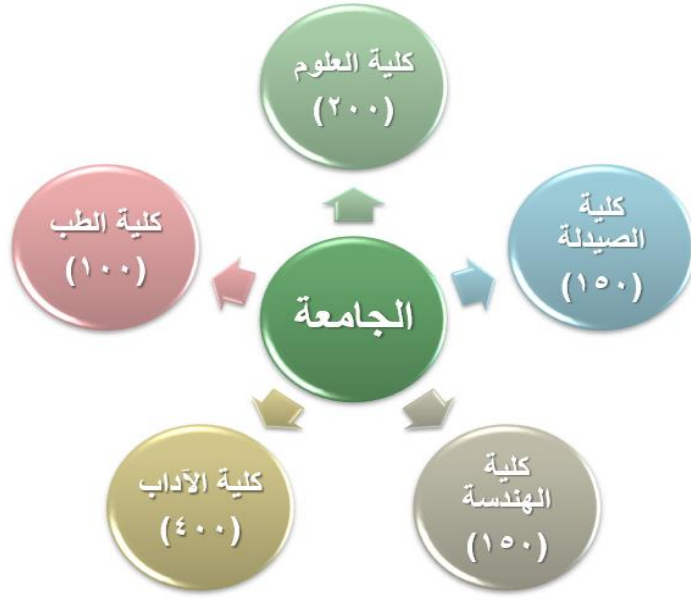 كلية العلوم
(٢٠٠)
كلية
الصيدلة
(١٥٠)
كلية الطب
(١٠٠)
الجامعة
كلية
الهندسة
(١٥٠)
كلية الآداب
(٤٠٠)